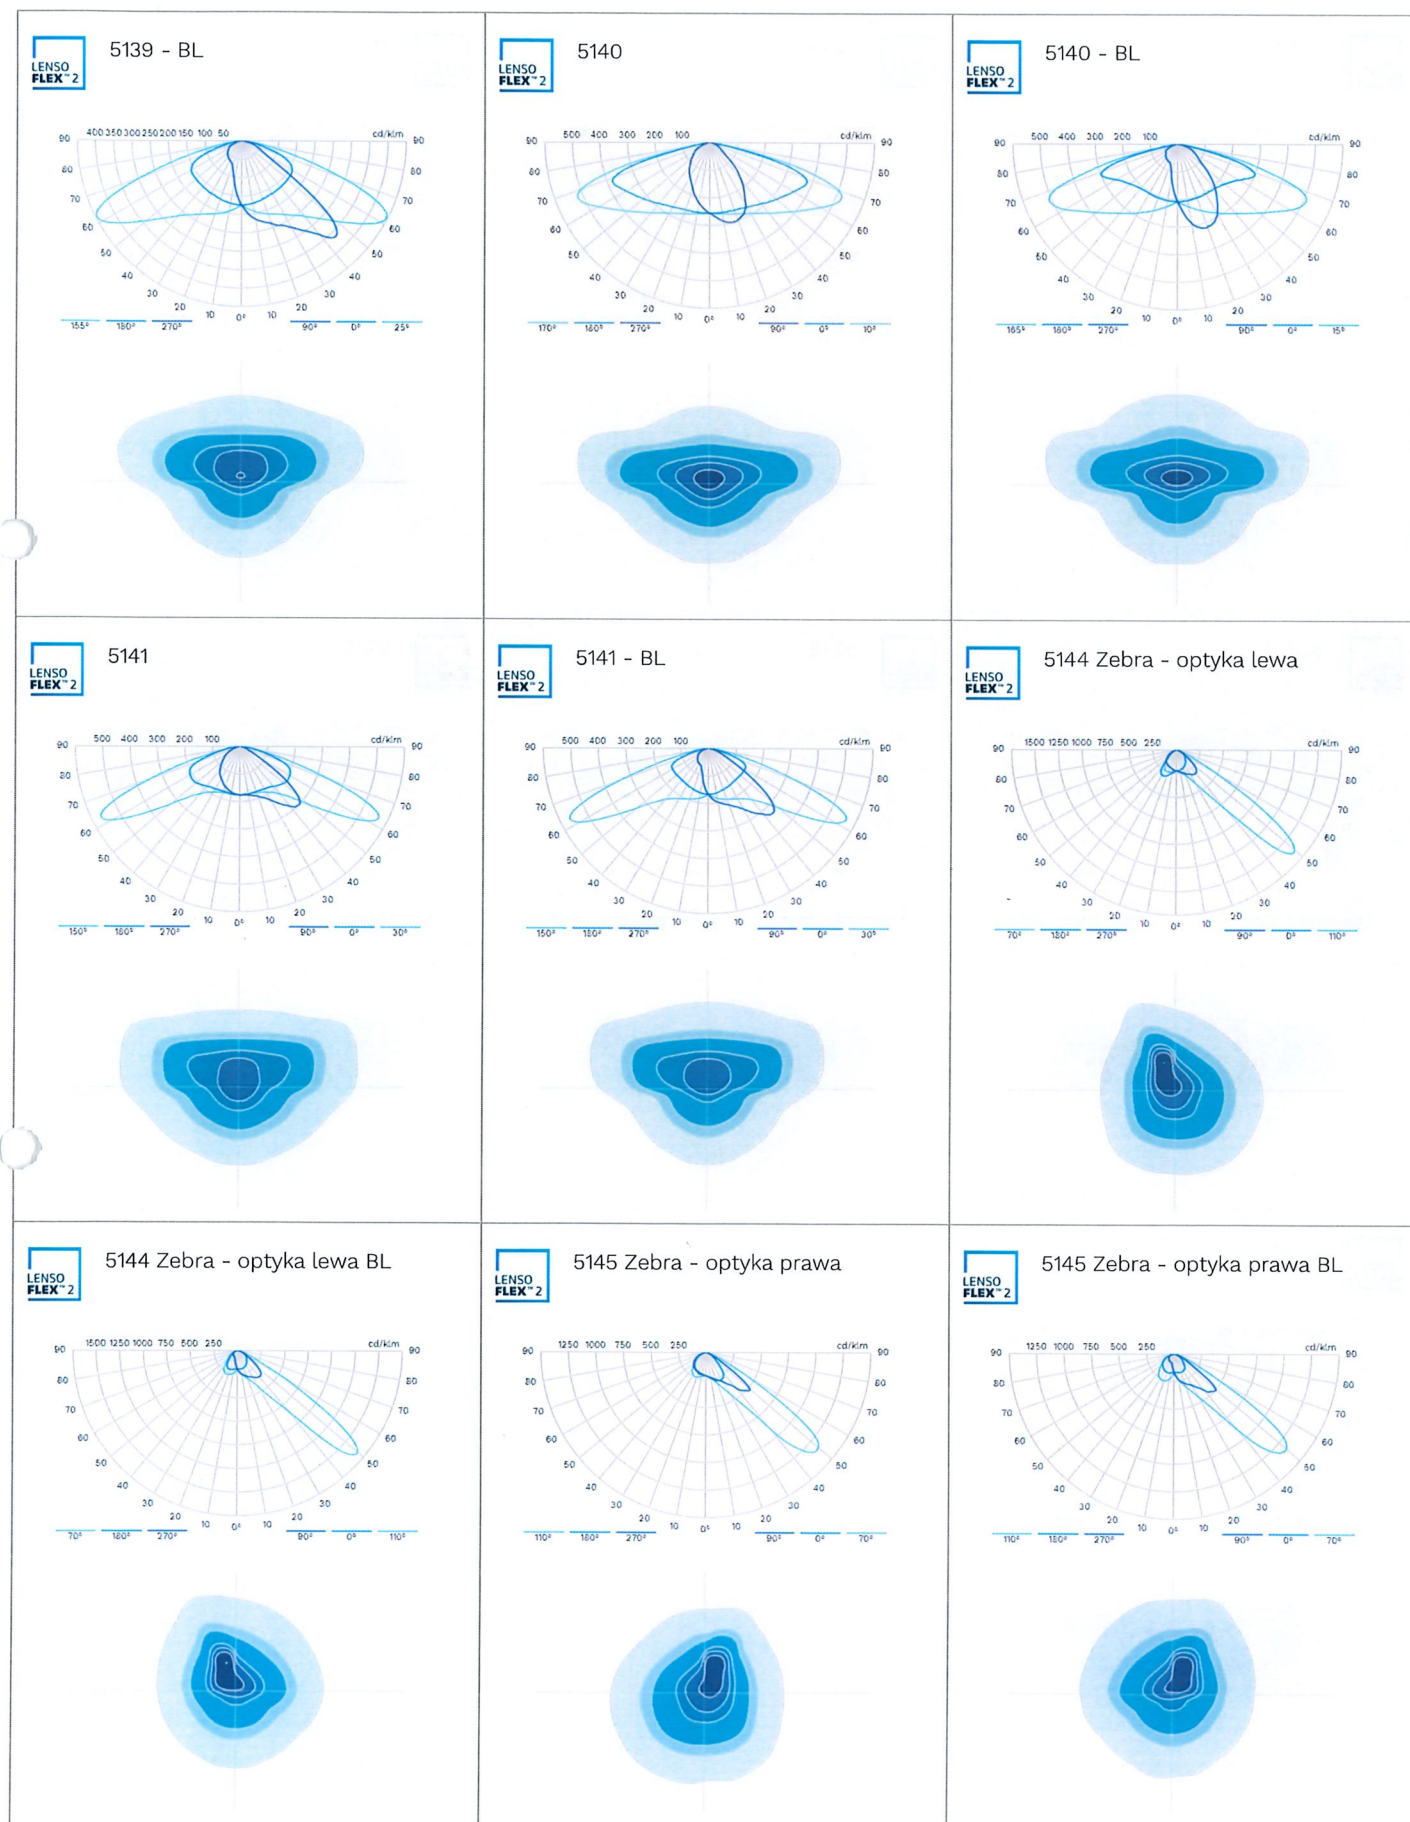 LENSO
FLEX™ 2
5139 - BL
90 400 350 300 250 200 150 100 50 cd/klm 90
80 80
70 70
60 60
50 50
40 40
30 30
20 10 0° 10 20
155° 180° 270° 90° 0° 25°
LENSO
FLEX™ 2
5140
90 500 400 300 200 100 cd/klm 90
80 80
70 70
60 60
50 50
40 40
30 30
20 10 0° 10 20
170° 180° 270° 90° 0° 10°
LENSO
FLEX™ 2
5140 - BL
90 500 400 300 200 100 cd/klm 90
80 80
70 70
60 60
50 50
40 40
30 30
20 10 0° 10 20
165° 180° 270° 90° 0° 15°
LENSO
FLEX™ 2
5141
90 500 400 300 200 100 cd/klm 90
80 80
70 70
60 60
50 50
40 40
30 30
20 10 0° 10 20
150° 180° 270° 90° 0° 30°
LENSO
FLEX™ 2
5141 - BL
90 500 400 300 200 100 cd/klm 90
80 80
70 70
60 60
50 50
40 40
30 30
20 10 0° 10 20
150° 180° 270° 90° 0° 30°
LENSO
FLEX™ 2
5144 Zebra - optyka lewa
90 1500 1250 1000 750 500 250 cd/klm 90
80 80
70 70
60 60
50 50
40 40
30 30
20 10 0° 10 20
70° 180° 270° 90° 0° 110°
LENSO
FLEX™ 2
5144 Zebra - optyka lewa BL
90 1500 1250 1000 750 500 250 cd/klm 90
80 80
70 70
60 60
50 50
40 40
30 30
20 10 0° 10 20
70° 180° 270° 90° 0° 110°
LENSO
FLEX™ 2
5145 Zebra - optyka prawa
90 1250 1000 750 500 250 cd/klm 90
80 80
70 70
60 60
50 50
40 40
30 30
20 10 0° 10 20
110° 180° 270° 90° 0° 70°
LENSO
FLEX™ 2
5145 Zebra - optyka prawa BL
90 1250 1000 750 500 250 cd/klm 90
80 80
70 70
60 60
50 50
40 40
30 30
20 10 0° 10 20
110° 180° 270° 90° 0° 70°